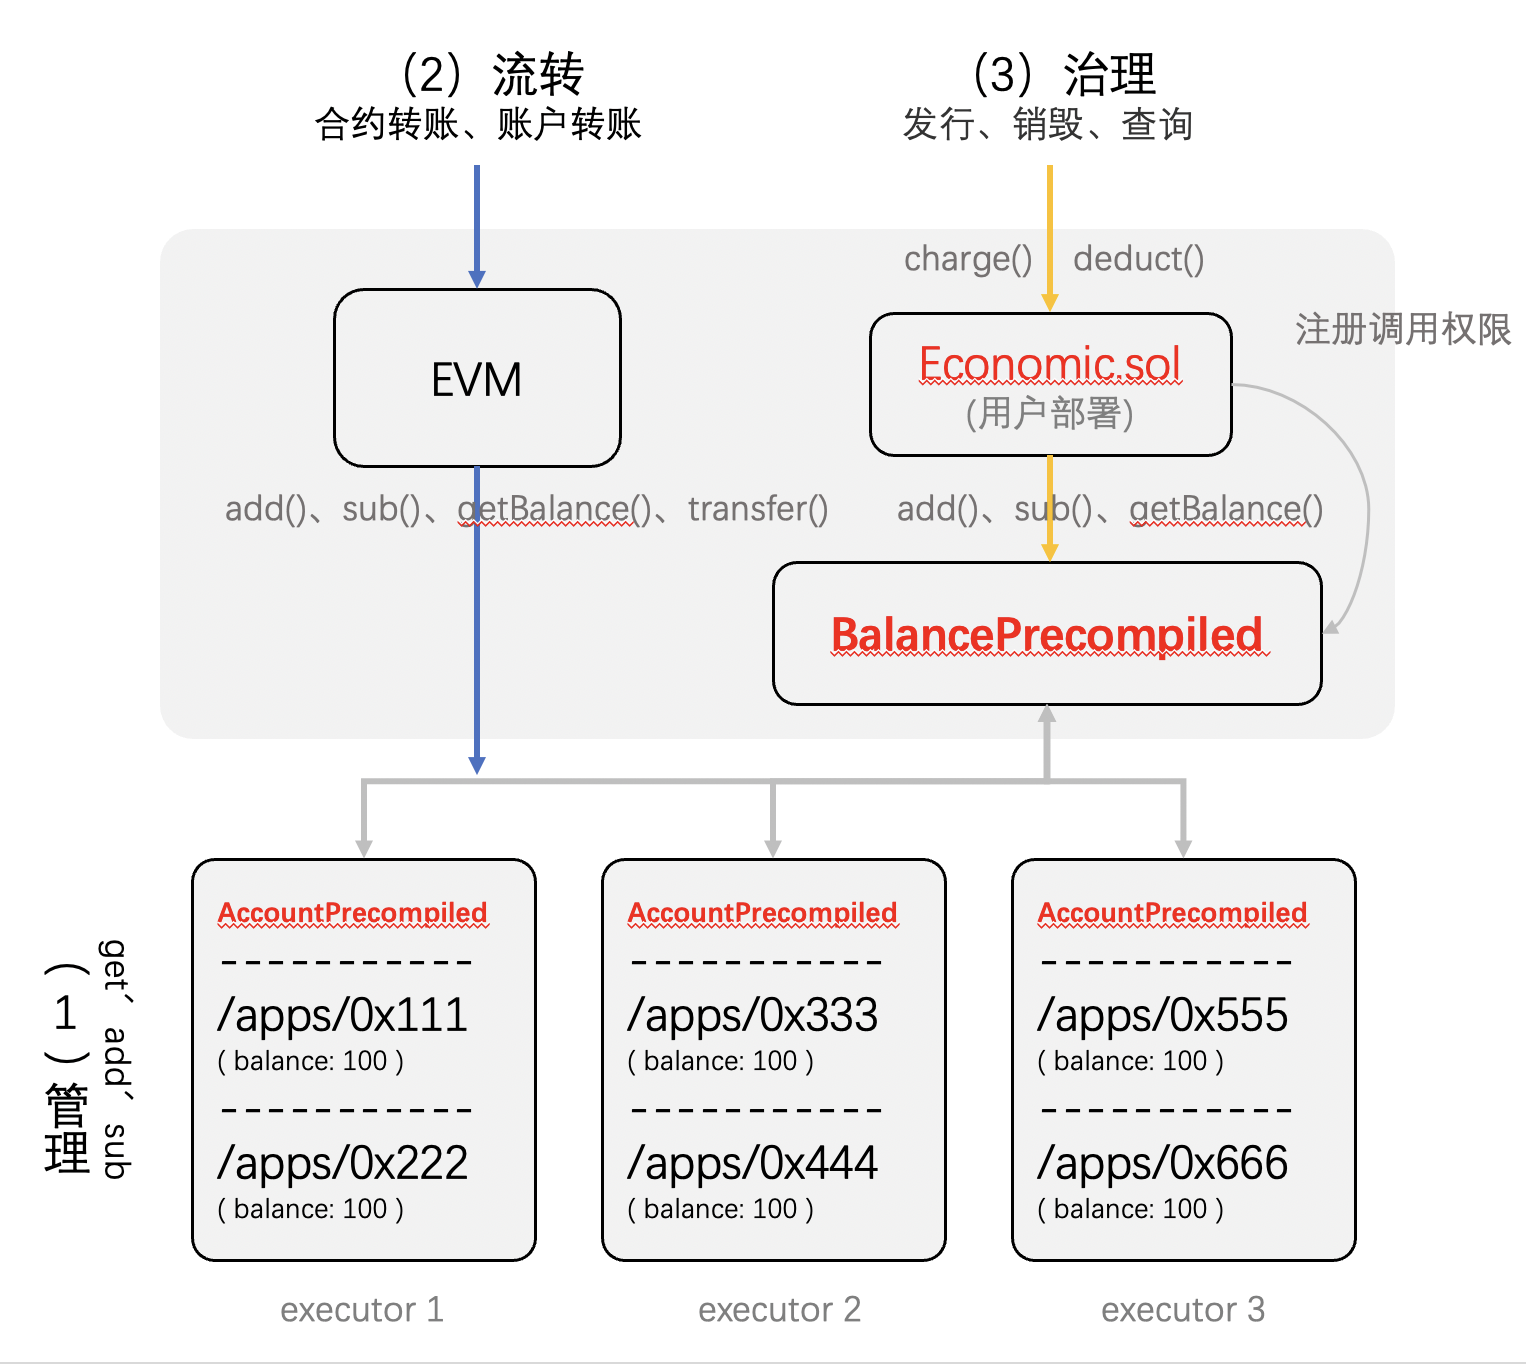 （2）流转
合约转账、账户转账
（3）治理
发行、销毁、查询
charge()
deduct()
注册调用权限
EVM
Economic.sol
(用户部署)
add()、sub()、getBalance()、transfer()
add()、sub()、getBalance()
BalancePrecompiled
（1）管理
get、add、sub
AccountPrecompiled
/apps/0x111
( balance: 100 )
/apps/0x222
( balance: 100 )
executor 1
AccountPrecompiled
/apps/0x333
( balance: 100 )
/apps/0x444
( balance: 100 )
executor 2
AccountPrecompiled
/apps/0x555
( balance: 100 )
/apps/0x666
( balance: 100 )
executor 3